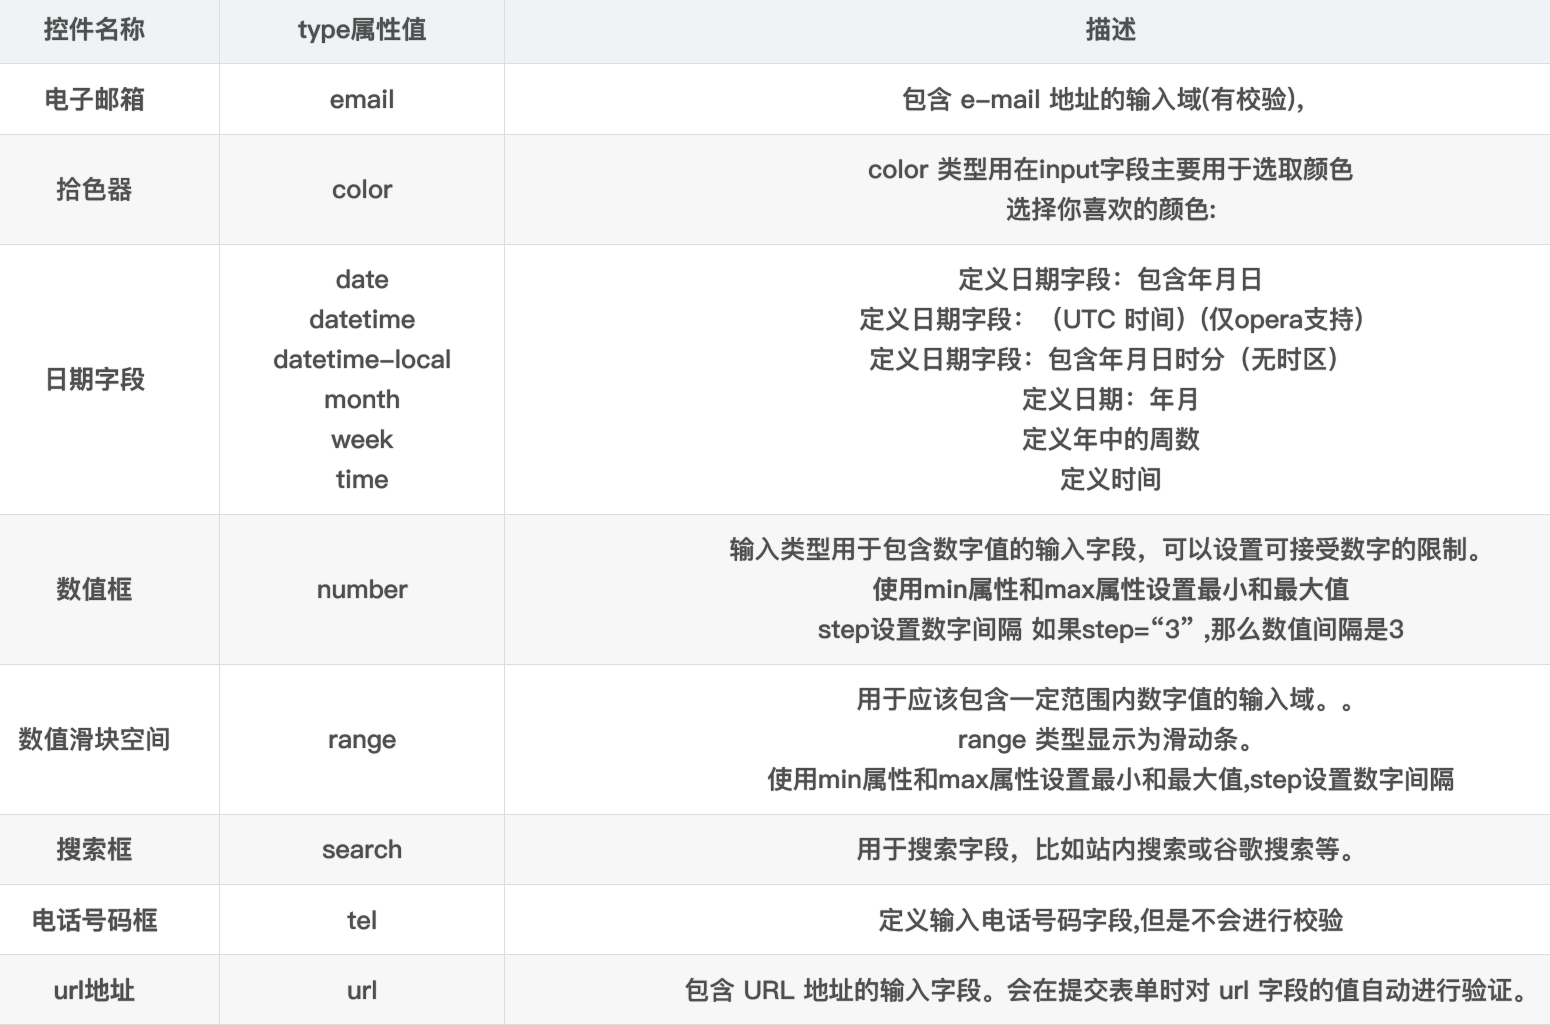 控件名称 type属性值 描述
电子邮箱 email 包含 e-mail 地址的输入域(有校验),
拾色器 color color 类型用在input字段主要用于选取颜色
选择你喜欢的颜色:
日期字段
date 定义日期字段：包含年月日
datetime 定义日期字段：（UTC 时间）(仅opera支持）
datetime-local 定义日期字段：包含年月日时分（无时区）
month 定义日期：年月
week 定义年中的周数
time 定义时间
数值框 number
输入类型用于包含数字值的输入字段，可以设置可接受数字的限制。
使用min属性和max属性设置最小和最大值
step设置数字间隔 如果step=“3” ,那么数值间隔是3
数值滑块空间 range
用于应该包含一定范围内数字值的输入域。。
range 类型显示为滑动条。
使用min属性和max属性设置最小和最大值,step设置数字间隔
搜索框 search 用于搜索字段，比如站内搜索或谷歌搜索等。
电话号码框 tel 定义输入电话号码字段,但是不会进行校验
url地址 url 包含 URL 地址的输入字段。会在提交表单时对 url 字段的值自动进行验证。